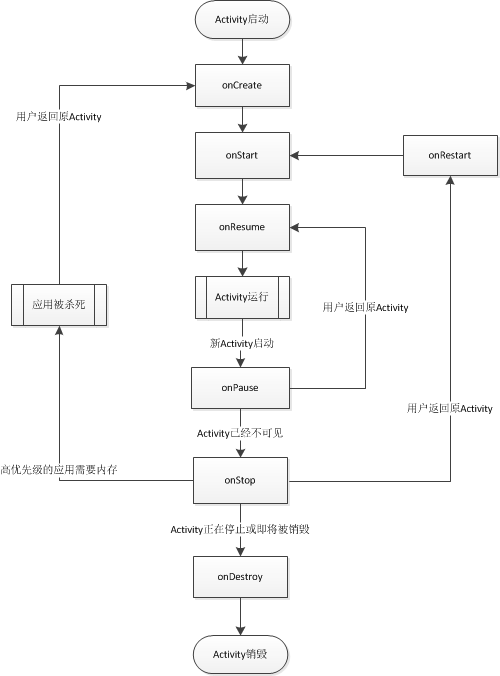 Activity启动
onCreate
用户返回原Activity
onStart
onRestart
onResume
Activity运行
应用被杀死
用户返回原Activity
新Activity启动
onPause
用户返回原Activity
Activity已经不可见
高优先级的应用需要内存
onStop
Activity正在停止或即将被销毁
onDestroy
Activity销毁